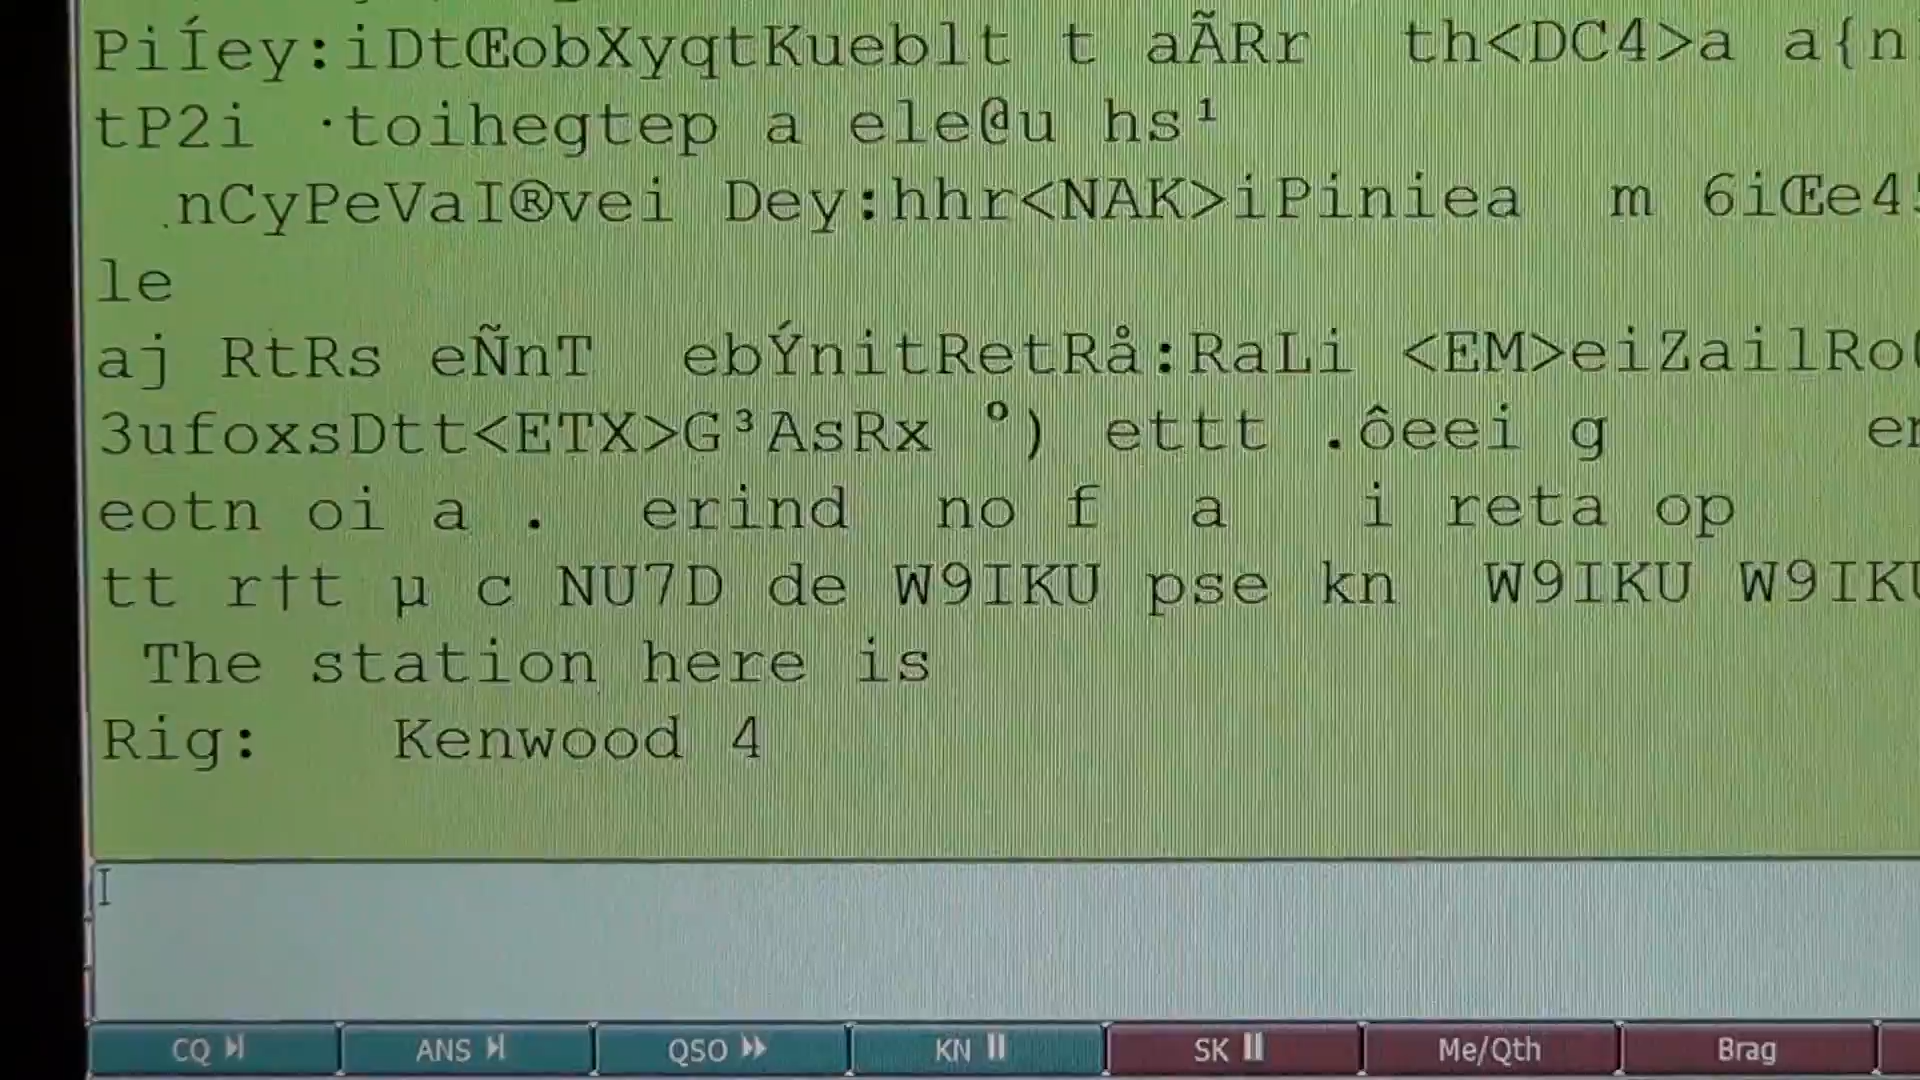 PiÍey:iDtŒobXyqtKueblt t aÃRr th<DC4>a a{n
tP2i ·toihegtep a ele@u hs¹
.nCyPeVaI®vei Dey:hhr<NAK>iPiniea m 6iŒe4
le
aj RtRs eÑnT ebÝnitRetRå:RaLi <EM>eiZailRo
3ufoxsDtt<ETX>G³AsRx º) ettt .ôeei g
eotn oi a . erind no f a i reta op
tt r†t µ c NU7D de W9IKU pse kn W9IKU W9IKU
The station here is
Rig: Kenwood 4
CQ ANS QSO KN SK Me/Qth Brag